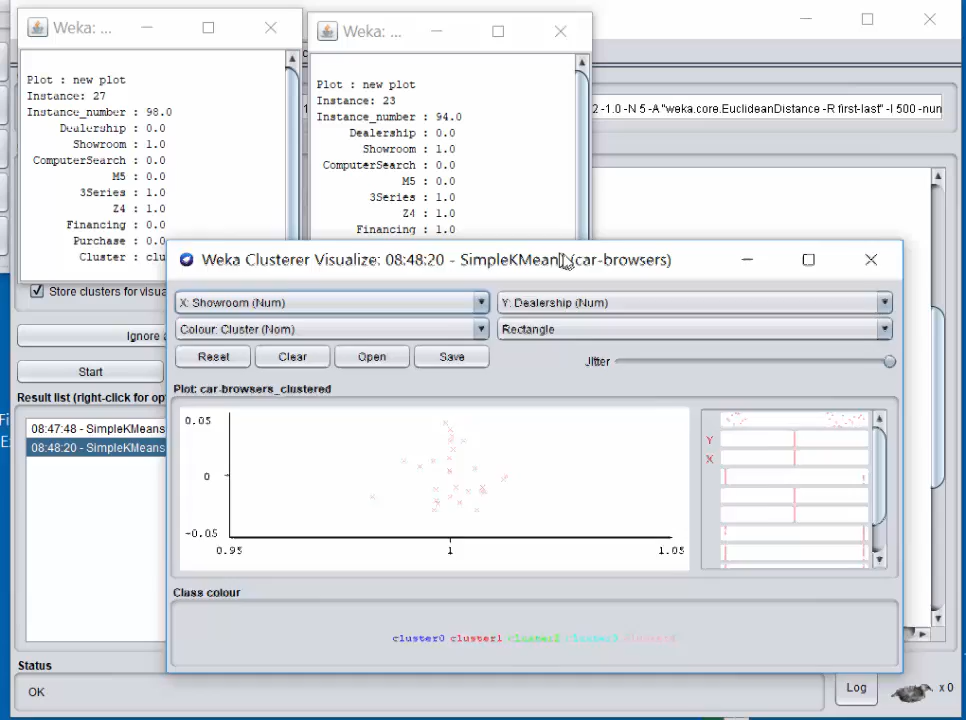 Weka: ...
Plot : new plot
Instance: 27
Instance_number : 98.0
Dealership : 0.0
Showroom : 1.0
ComputerSearch : 0.0
M5 : 0.0
3Series : 1.0
Z4 : 1.0
Financing : 0.0
Purchase : 0.0
Cluster : clu
Weka: ...
Plot : new plot
Instance: 23
Instance_number : 94.0
Dealership : 0.0
Showroom : 1.0
ComputerSearch : 0.0
M5 : 0.0
3Series : 1.0
Z4 : 1.0
Financing : 1.0
2 -1.0 -N 5 -A "weka.core.EuclideanDistance -R first-last" -I 500 -num
Store clusters for visua
Ignore
Start
Result list (right-click for op
08:47:48 - SimpleKMeans
08:48:20 - SimpleKMeans
Weka Clusterer Visualize: 08:48:20 - SimpleKMeans (car-browsers)
X: Showroom (Num)
Y: Dealership (Num)
Colour: Cluster (Nom)
Rectangle
Reset
Clear
Open
Save
Jitter
Plot: car-browsers_clustered
0.05
0
-0.05
0.95
1
1.05
Y
X
Class colour
cluster0 cluster1 cluster2 cluster3 cluster4
Status
OK
Log
x 0